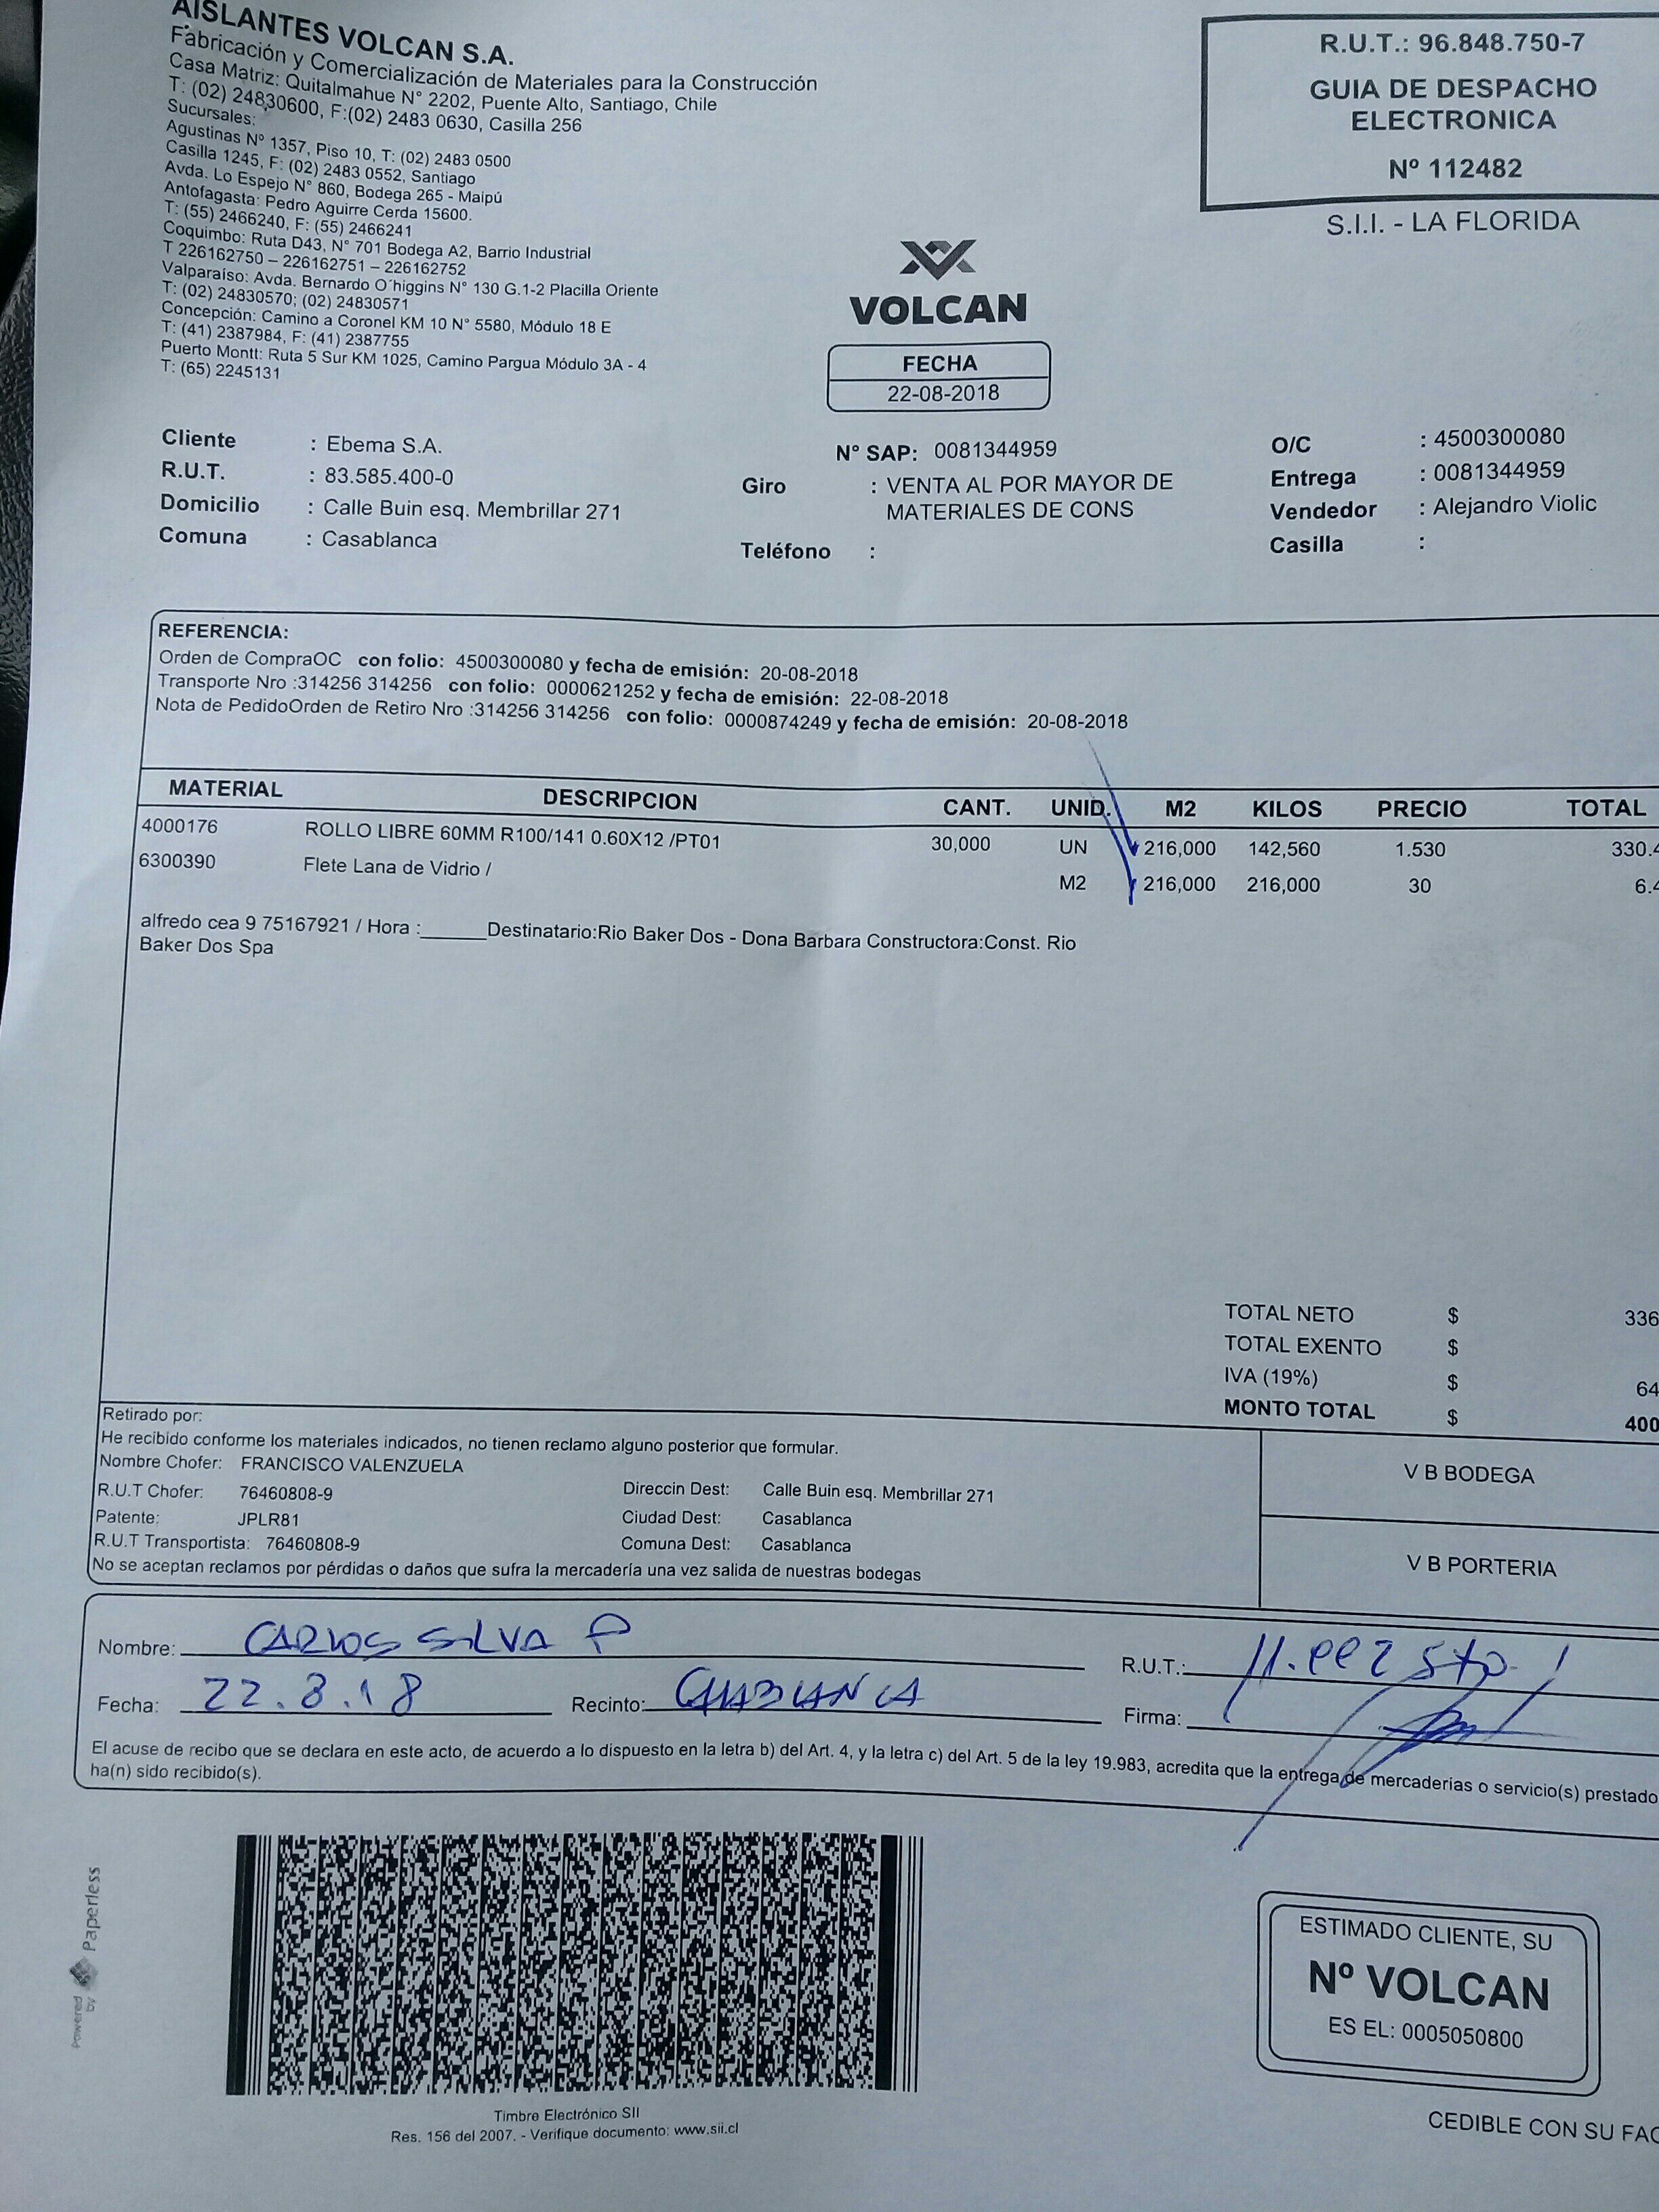 AISLANTES VOLCAN S.A.
Fabricación y Comercialización de Materiales para la Construcción
Casa Matriz: Quitalmahue N° 2202, Puente Alto, Santiago, Chile
T: (02) 24830600, F:(02) 2483 0630, Casilla 256
Sucursales:
Agustinas Nº 1357, Piso 10, T: (02) 2483 0500
Casilla 1245, F: (02) 2483 0552, Santiago
Avda. Lo Espejo N° 860, Bodega 265 - Maipú
Antofagasta: Pedro Aguirre Cerda 15600.
T: (55) 2466240, F: (55) 2466241
Coquimbo: Ruta D43, N° 701 Bodega A2, Barrio Industrial
T 226162750 – 226162751 – 226162752
Valparaíso: Avda. Bernardo O´higgins N° 130 G.1-2 Placilla Oriente
T: (02) 24830570; (02) 24830571
Concepción: Camino a Coronel KM 10 N° 5580, Módulo 18 E
T: (41) 2387984, F: (41) 2387755
Puerto Montt: Ruta 5 Sur KM 1025, Camino Pargua Módulo 3A - 4
T: (65) 2245131
R.U.T.: 96.848.750-7
GUIA DE DESPACHO
ELECTRONICA
Nº 112482
S.I.I. - LA FLORIDA
VOLCAN
FECHA
22-08-2018
Cliente : Ebema S.A.
R.U.T. : 83.585.400-0
Domicilio : Calle Buin esq. Membrillar 271
Comuna : Casablanca
N° SAP: 0081344959
Giro : VENTA AL POR MAYOR DE
MATERIALES DE CONS
Teléfono :
O/C : 4500300080
Entrega : 0081344959
Vendedor : Alejandro Violic
Casilla :
REFERENCIA:
Orden de CompraOC con folio: 4500300080 y fecha de emisión: 20-08-2018
Transporte Nro :314256 314256 con folio: 0000621252 y fecha de emisión: 22-08-2018
Nota de PedidoOrden de Retiro Nro :314256 314256 con folio: 0000874249 y fecha de emisión: 20-08-2018
MATERIAL DESCRIPCION CANT. UNID. M2 KILOS PRECIO TOTAL
4000176 ROLLO LIBRE 60MM R100/141 0.60X12 /PT01 30,000 UN 216,000 142,560 1.530 330.4
6300390 Flete Lana de Vidrio / M2 216,000 216,000 30 6.4
alfredo cea 9 75167921 / Hora :______Destinatario:Rio Baker Dos - Dona Barbara Constructora:Const. Rio
Baker Dos Spa
TOTAL NETO $ 336
TOTAL EXENTO $
IVA (19%) $ 64
MONTO TOTAL $ 400
Retirado por:
He recibido conforme los materiales indicados, no tienen reclamo alguno posterior que formular.
Nombre Chofer: FRANCISCO VALENZUELA
R.U.T Chofer: 76460808-9 Direccin Dest: Calle Buin esq. Membrillar 271
Patente: JPLR81 Ciudad Dest: Casablanca
R.U.T Transportista: 76460808-9 Comuna Dest: Casablanca
No se aceptan reclamos por pérdidas o daños que sufra la mercadería una vez salida de nuestras bodegas
V B BODEGA
V B PORTERIA
Nombre: CARLOS SILVA P
R.U.T.:
Fecha: 22.8.18 Recinto:
Firma:
El acuse de recibo que se declara en este acto, de acuerdo a lo dispuesto en la letra b) del Art. 4, y la letra c) del Art. 5 de la ley 19.983, acredita que la entrega de mercaderías o servicio(s) prestado
ha(n) sido recibido(s).
Powered by Paperless
Timbre Electrónico SII
Res. 156 del 2007. - Verifique documento: www.sii.cl
ESTIMADO CLIENTE, SU
Nº VOLCAN
ES EL: 0005050800
CEDIBLE CON SU FAC